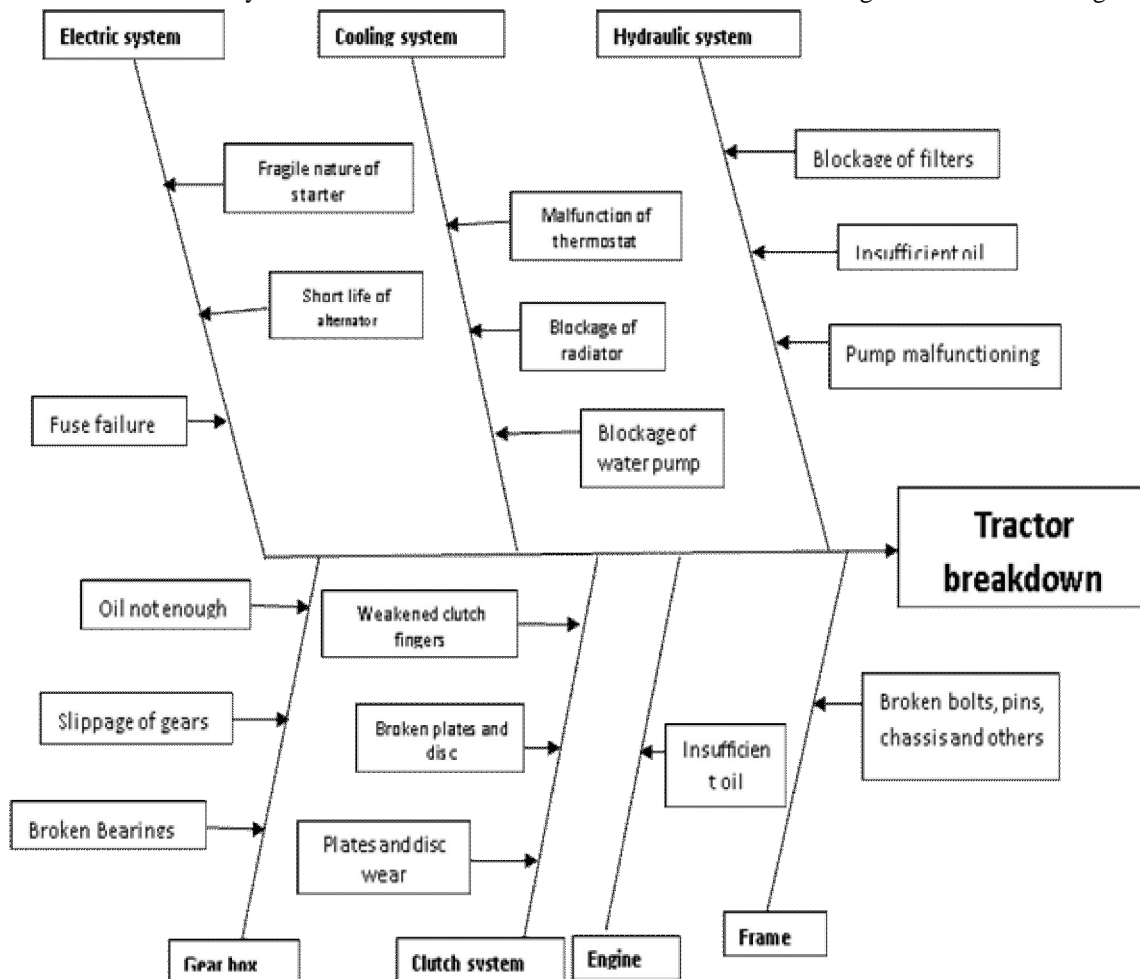 Electric system
Cooling system
Hydraulic system
Blockage of filters
Fragile nature of
starter
Malfunction of
thermostat
Insufficient oil
Short life of
alternator
Blockage of
radiator
Pump malfunctioning
Fuse failure
Blockage of
water pump
Tractor
breakdown
Oil not enough
Weakened clutch
fingers
Slippage of gears
Broken plates and
disc
Insufficien
t oil
Broken bolts, pins,
chassis and others
Broken Bearings
Plates and disc
wear
Gear box
Clutch system
Engine
Frame